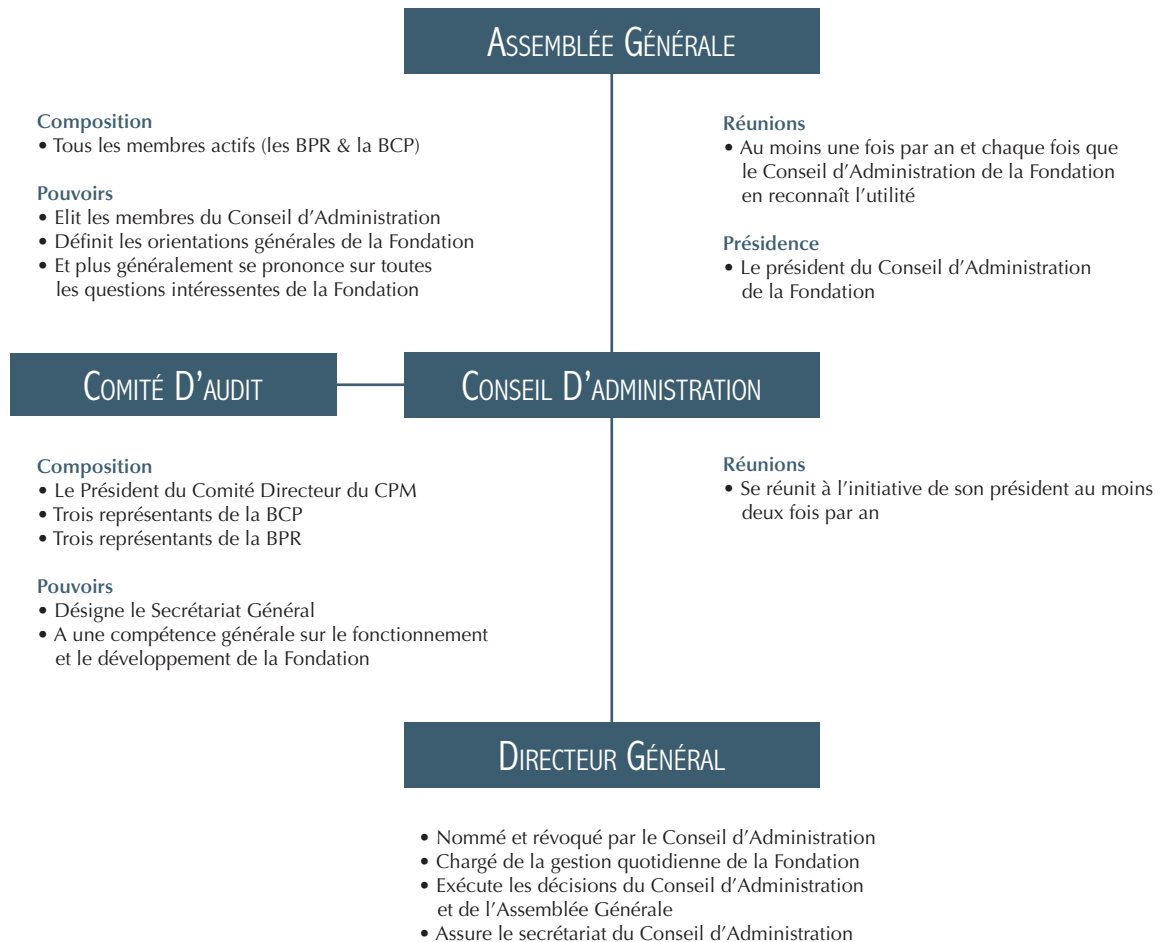 ASSEMBLÉE GÉNÉRALE
Composition
• Tous les membres actifs (les BPR & la BCP)
Pouvoirs
• Elit les membres du Conseil d’Administration
• Définit les orientations générales de la Fondation
• Et plus généralement se prononce sur toutes
les questions intéressentes de la Fondation
Réunions
• Au moins une fois par an et chaque fois que
le Conseil d’Administration de la Fondation
en reconnaît l’utilité
Présidence
• Le président du Conseil d’Administration
de la Fondation
COMITÉ D’AUDIT
CONSEIL D’ADMINISTRATION
Composition
• Le Président du Comité Directeur du CPM
• Trois représentants de la BCP
• Trois représentants de la BPR
Pouvoirs
• Désigne le Secrétariat Général
• A une compétence générale sur le fonctionnement
et le développement de la Fondation
Réunions
• Se réunit à l’initiative de son président au moins
deux fois par an
DIRECTEUR GÉNÉRAL
• Nommé et révoqué par le Conseil d’Administration
• Chargé de la gestion quotidienne de la Fondation
• Exécute les décisions du Conseil d’Administration
et de l’Assemblée Générale
• Assure le secrétariat du Conseil d’Administration